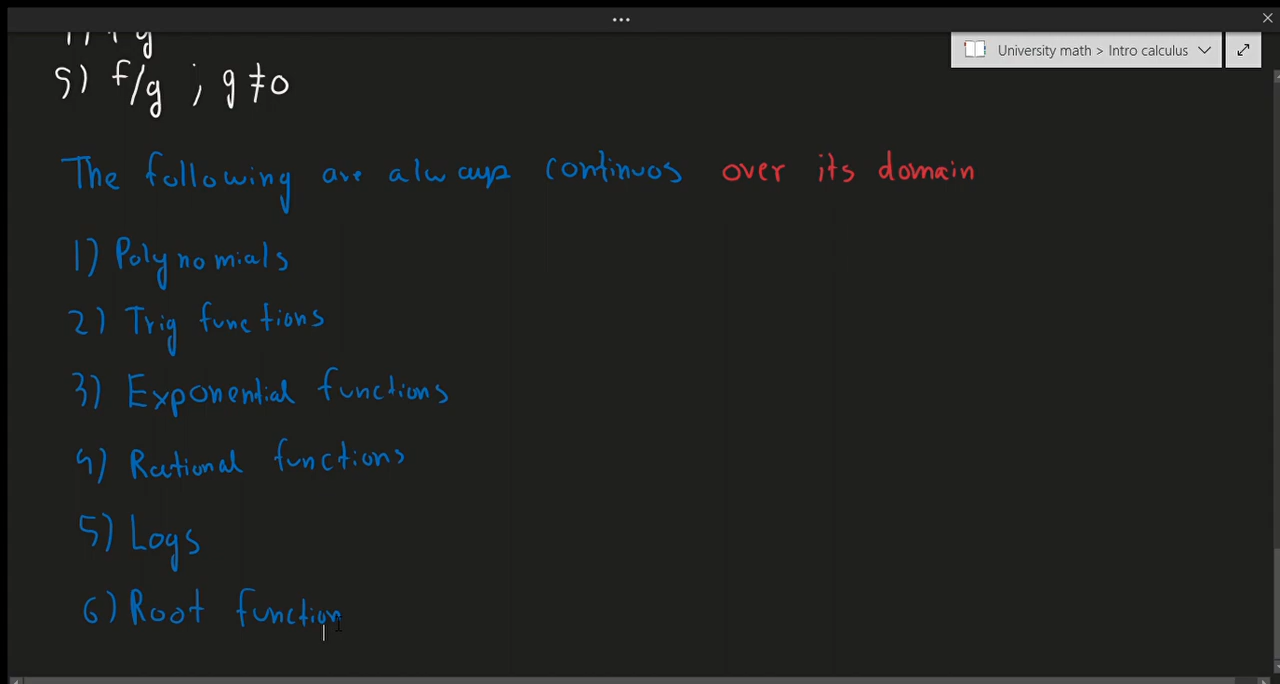 University math > Intro calculus
5) f/g ; g≠0
The following are always continuos over its domain
1) Polynomials
2) Trig functions
3) Exponential functions
4) Rational functions
5) Logs
6) Root function